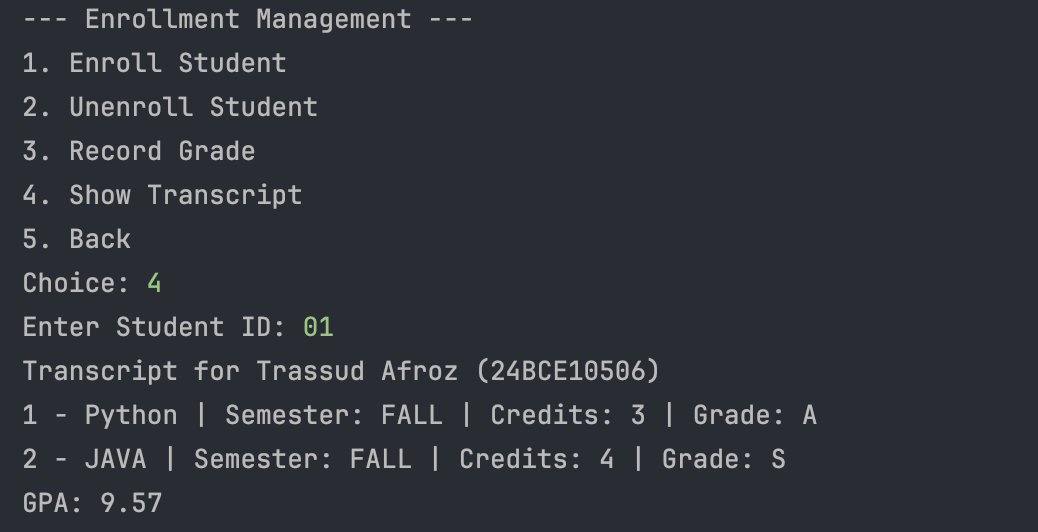 --- Enrollment Management ---
1. Enroll Student
2. Unenroll Student
3. Record Grade
4. Show Transcript
5. Back
Choice: 4
Enter Student ID: 01
Transcript for Trassud Afroz (24BCE10506)
1 - Python | Semester: FALL | Credits: 3 | Grade: A
2 - JAVA | Semester: FALL | Credits: 4 | Grade: S
GPA: 9.57